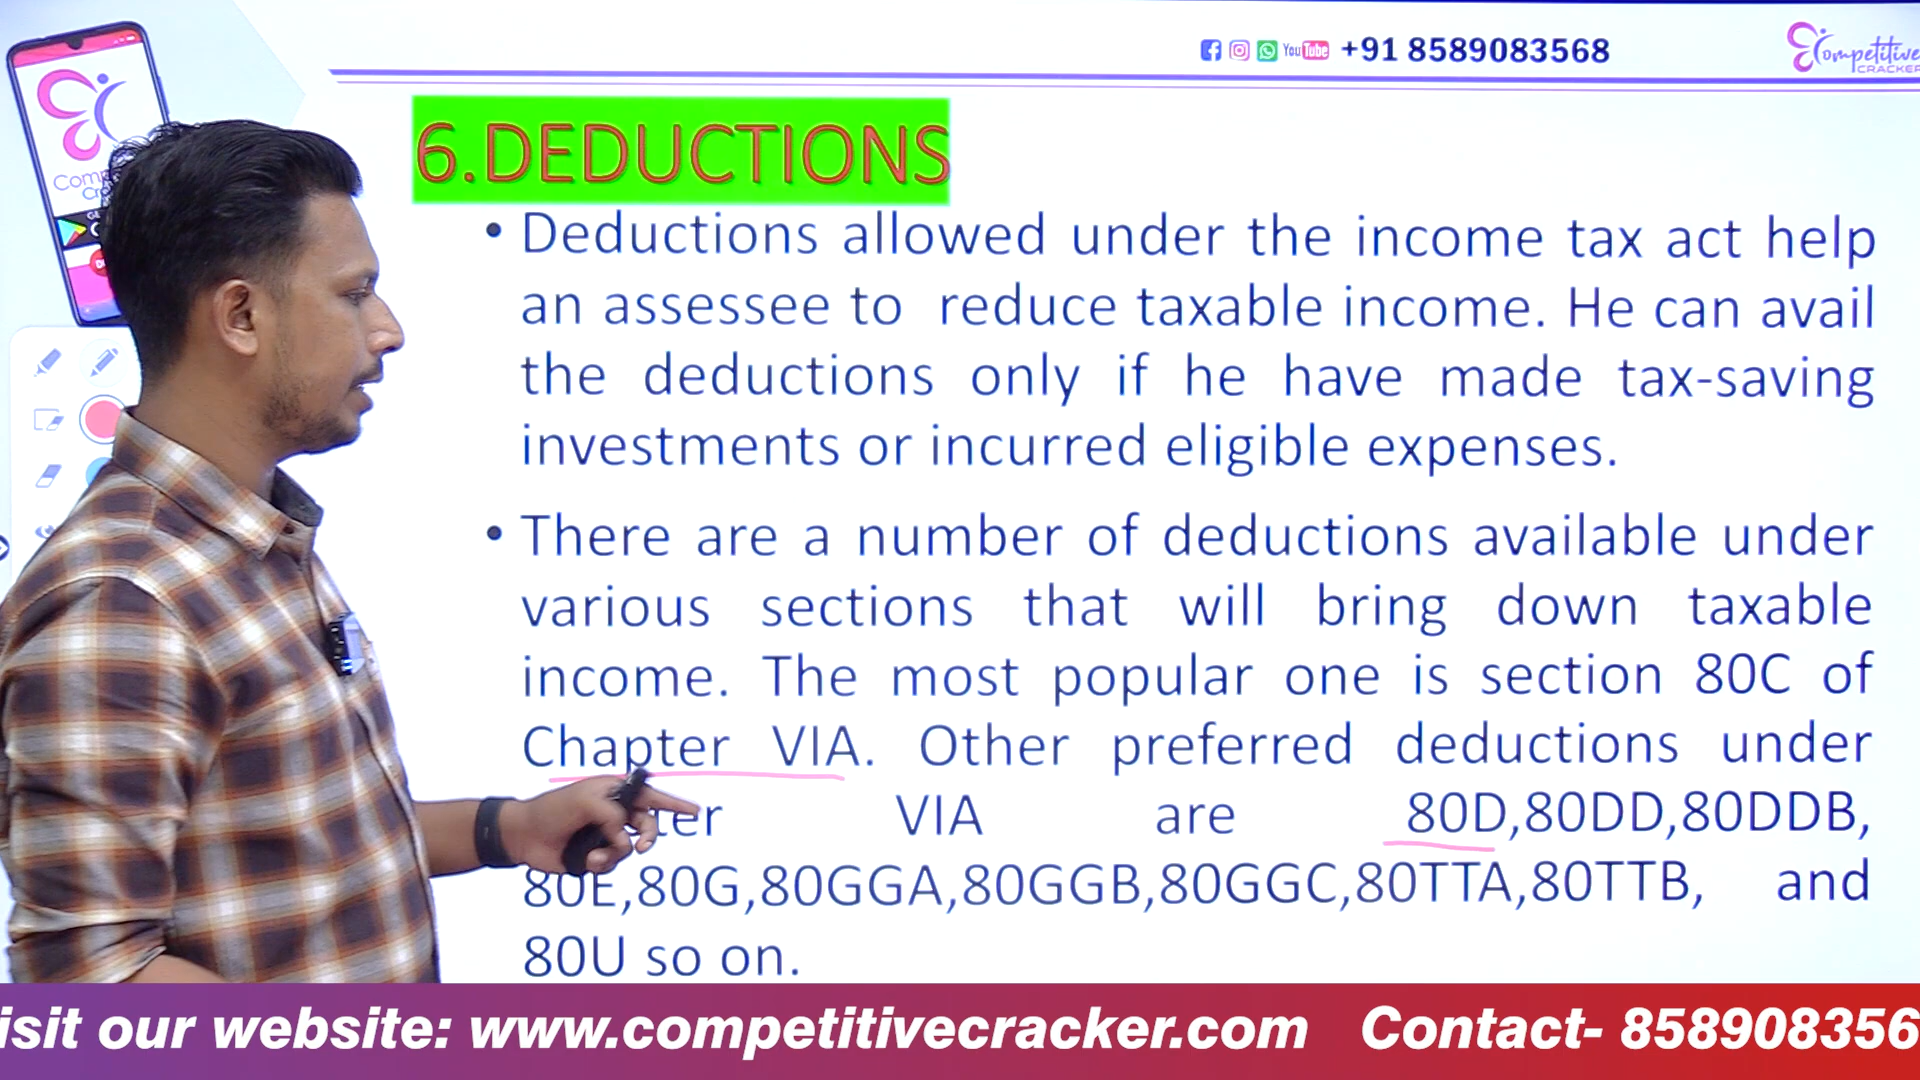 You Tube +91 8589083568
Competitive
CRACKER
6.DEDUCTIONS
• Deductions allowed under the income tax act help
an assessee to reduce taxable income. He can avail
the deductions only if he have made tax-saving
investments or incurred eligible expenses.
• There are a number of deductions available under
various sections that will bring down taxable
income. The most popular one is section 80C of
Chapter VIA. Other preferred deductions under
ter VIA are 80D,80DD,80DDB,
80E,80G,80GGA,80GGB,80GGC,80TTA,80TTB, and
80U so on.
isit our website: www.competitivecracker.com Contact- 858908356